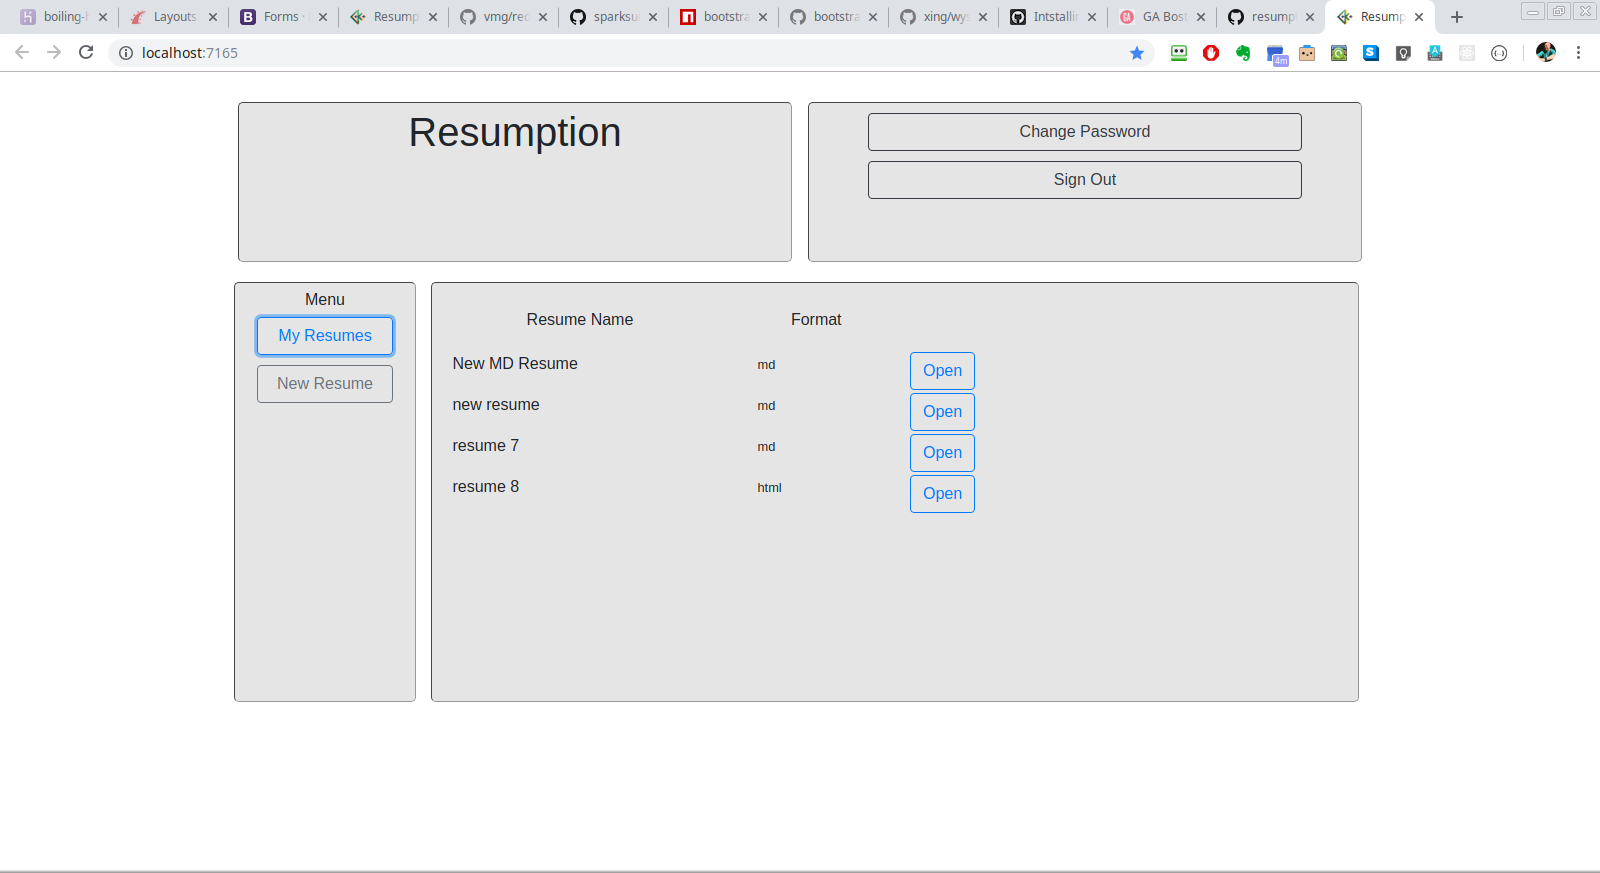 boiling-h Layouts Forms · Resump vmg/red sparksu bootstra bootstra xing/wys Intstallin GA Bost resump Resump
localhost:7165
4m
Resumption
Change Password
Sign Out
Menu
My Resumes
New Resume
Resume Name Format
New MD Resume md Open
new resume md Open
resume 7 md Open
resume 8 html Open